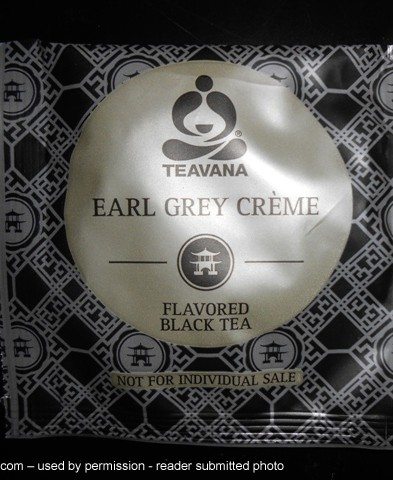 ®
TEAVANA
EARL GREY CRÈME
FLAVORED
BLACK TEA
NOT FOR INDIVIDUAL SALE
com – used by permission - reader submitted photo